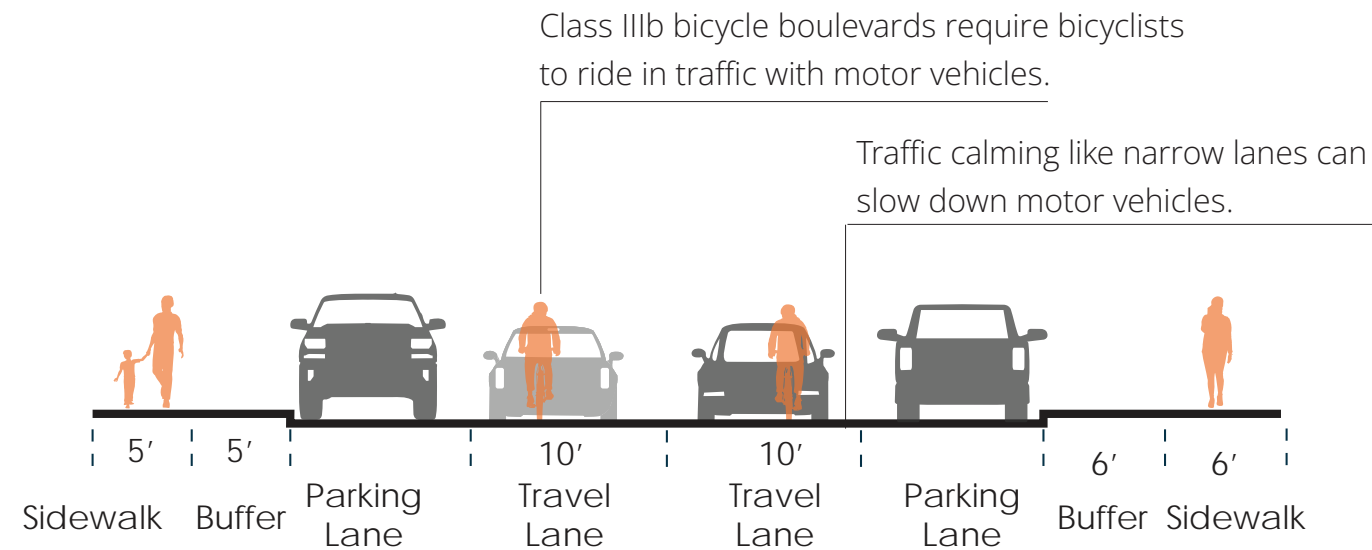 Class IIIb bicycle boulevards require bicyclists
to ride in traffic with motor vehicles.
Traffic calming like narrow lanes can
slow down motor vehicles.
5′ 5′ 10′ 10′ 6′ 6′
Sidewalk Buffer Parking Travel Travel Parking Buffer Sidewalk
Lane Lane Lane Lane